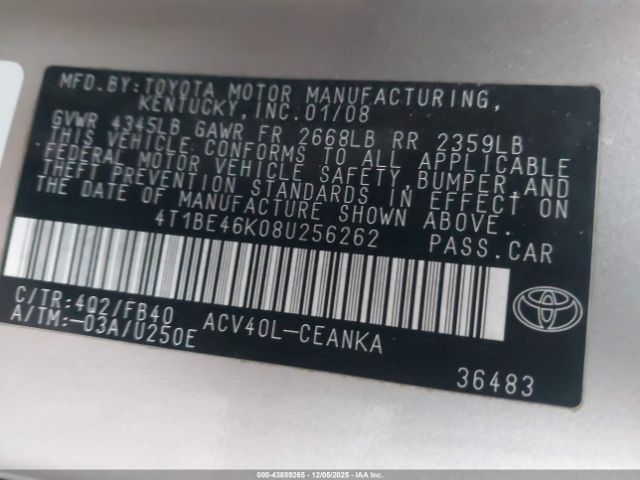 MFD.BY:TOYOTA MOTOR MANUFACTURING,
KENTUCKY,INC.01/08
GVWR 4345LB GAWR FR 2668LB RR 2359LB
THIS VEHICLE CONFORMS TO ALL APPLICABLE
FEDERAL MOTOR VEHICLE SAFETY,BUMPER,AND
THEFT PREVENTION STANDARDS IN EFFECT ON
THE DATE OF MANUFACTURE SHOWN ABOVE.
4T1BE46K08U256262 PASS.CAR
C/TR:4Q2/FB40
A/TM:-03A/U250E ACV40L-CEANKA
36483
000-43859265 - 12/05/2025 - IAA Inc.